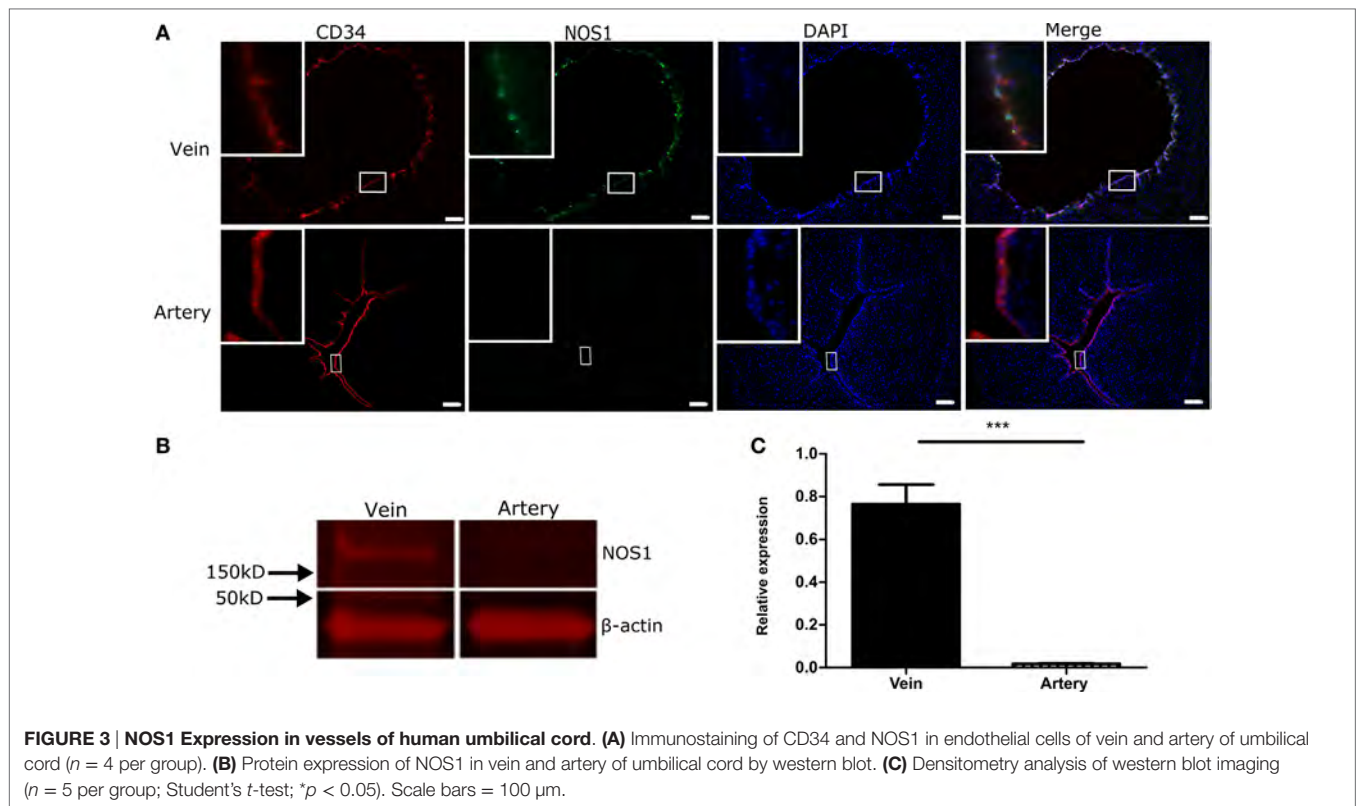 A CD34 NOS1 DAPI Merge
Vein
Artery
B
Vein Artery
NOS1
150kD
50kD
β-actin
C
***
1.0
0.8
0.6
0.4
0.2
0.0
Relative expression
Vein Artery
FIGURE 3 | NOS1 Expression in vessels of human umbilical cord. (A) Immunostaining of CD34 and NOS1 in endothelial cells of vein and artery of umbilical
cord (n = 4 per group). (B) Protein expression of NOS1 in vein and artery of umbilical cord by western blot. (C) Densitometry analysis of western blot imaging
(n = 5 per group; Student's t-test; *p < 0.05). Scale bars = 100 μm.